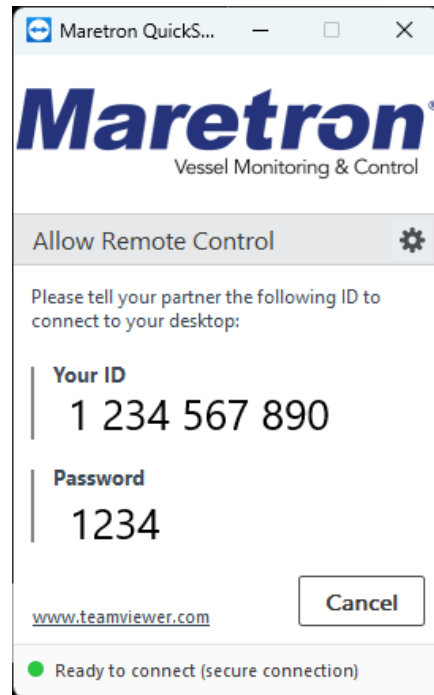 Maretron QuickS...
Maretron®
Vessel Monitoring & Control
Allow Remote Control
Please tell your partner the following ID to
connect to your desktop:
Your ID
1 234 567 890
Password
1234
www.teamviewer.com
Cancel
Ready to connect (secure connection)